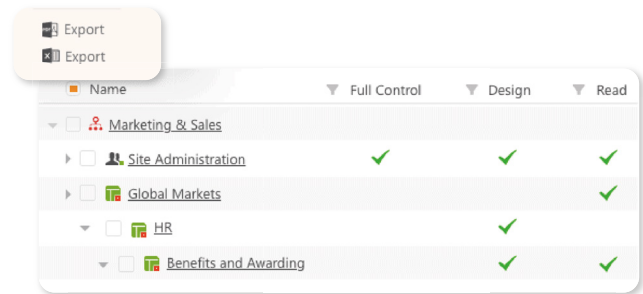 Export
Export
Name Full Control Design Read
Marketing & Sales
Site Administration
Global Markets
HR
Benefits and Awarding